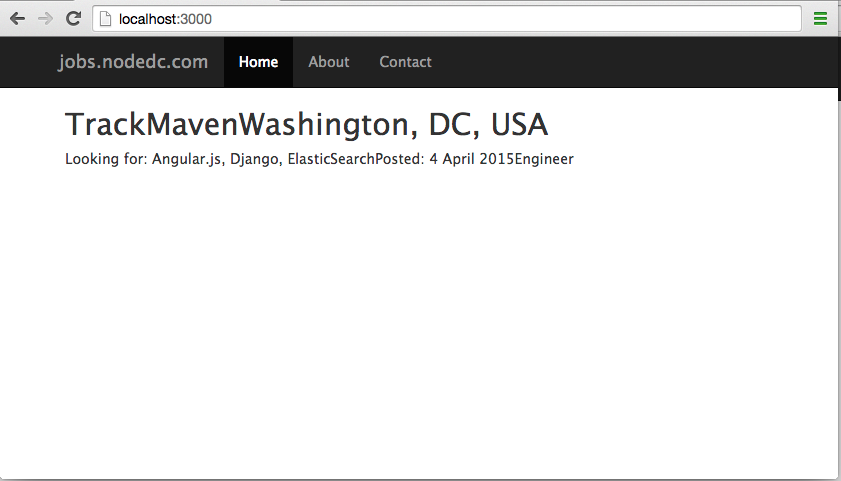 localhost:3000
jobs.nodedc.com Home About Contact
TrackMavenWashington, DC, USA
Looking for: Angular.js, Django, ElasticSearchPosted: 4 April 2015Engineer